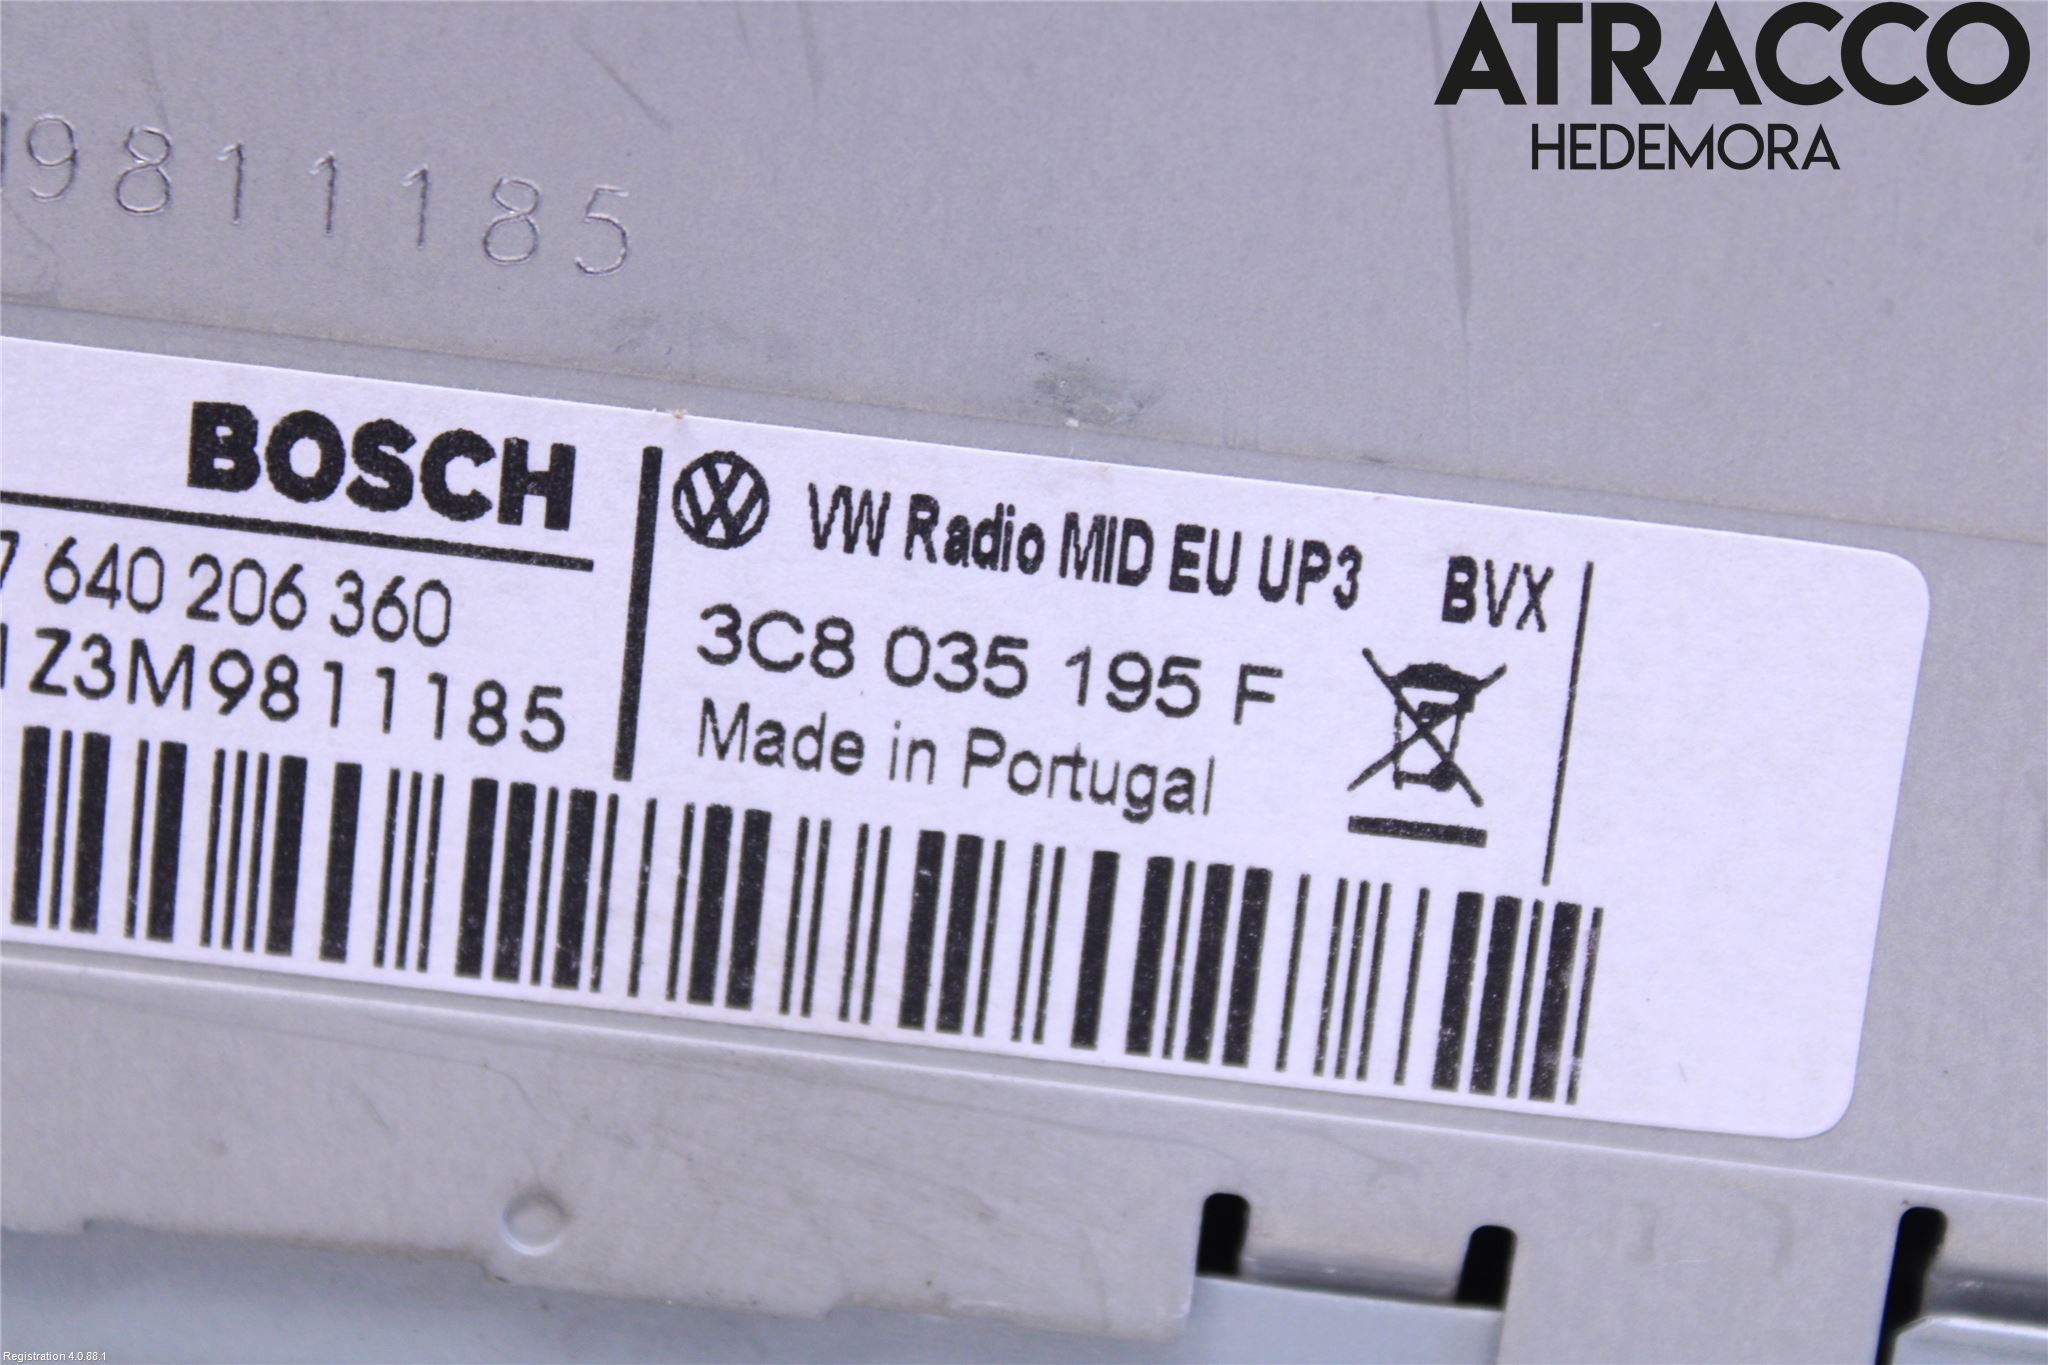 ATRACCO
HEDEMORA
9811185
BOSCH
7 640 206 360
1Z3M9811185
VW Radio MID EU UP3 BVX
3C8 035 195 F
Made in Portugal
Registration 4.0.88.1